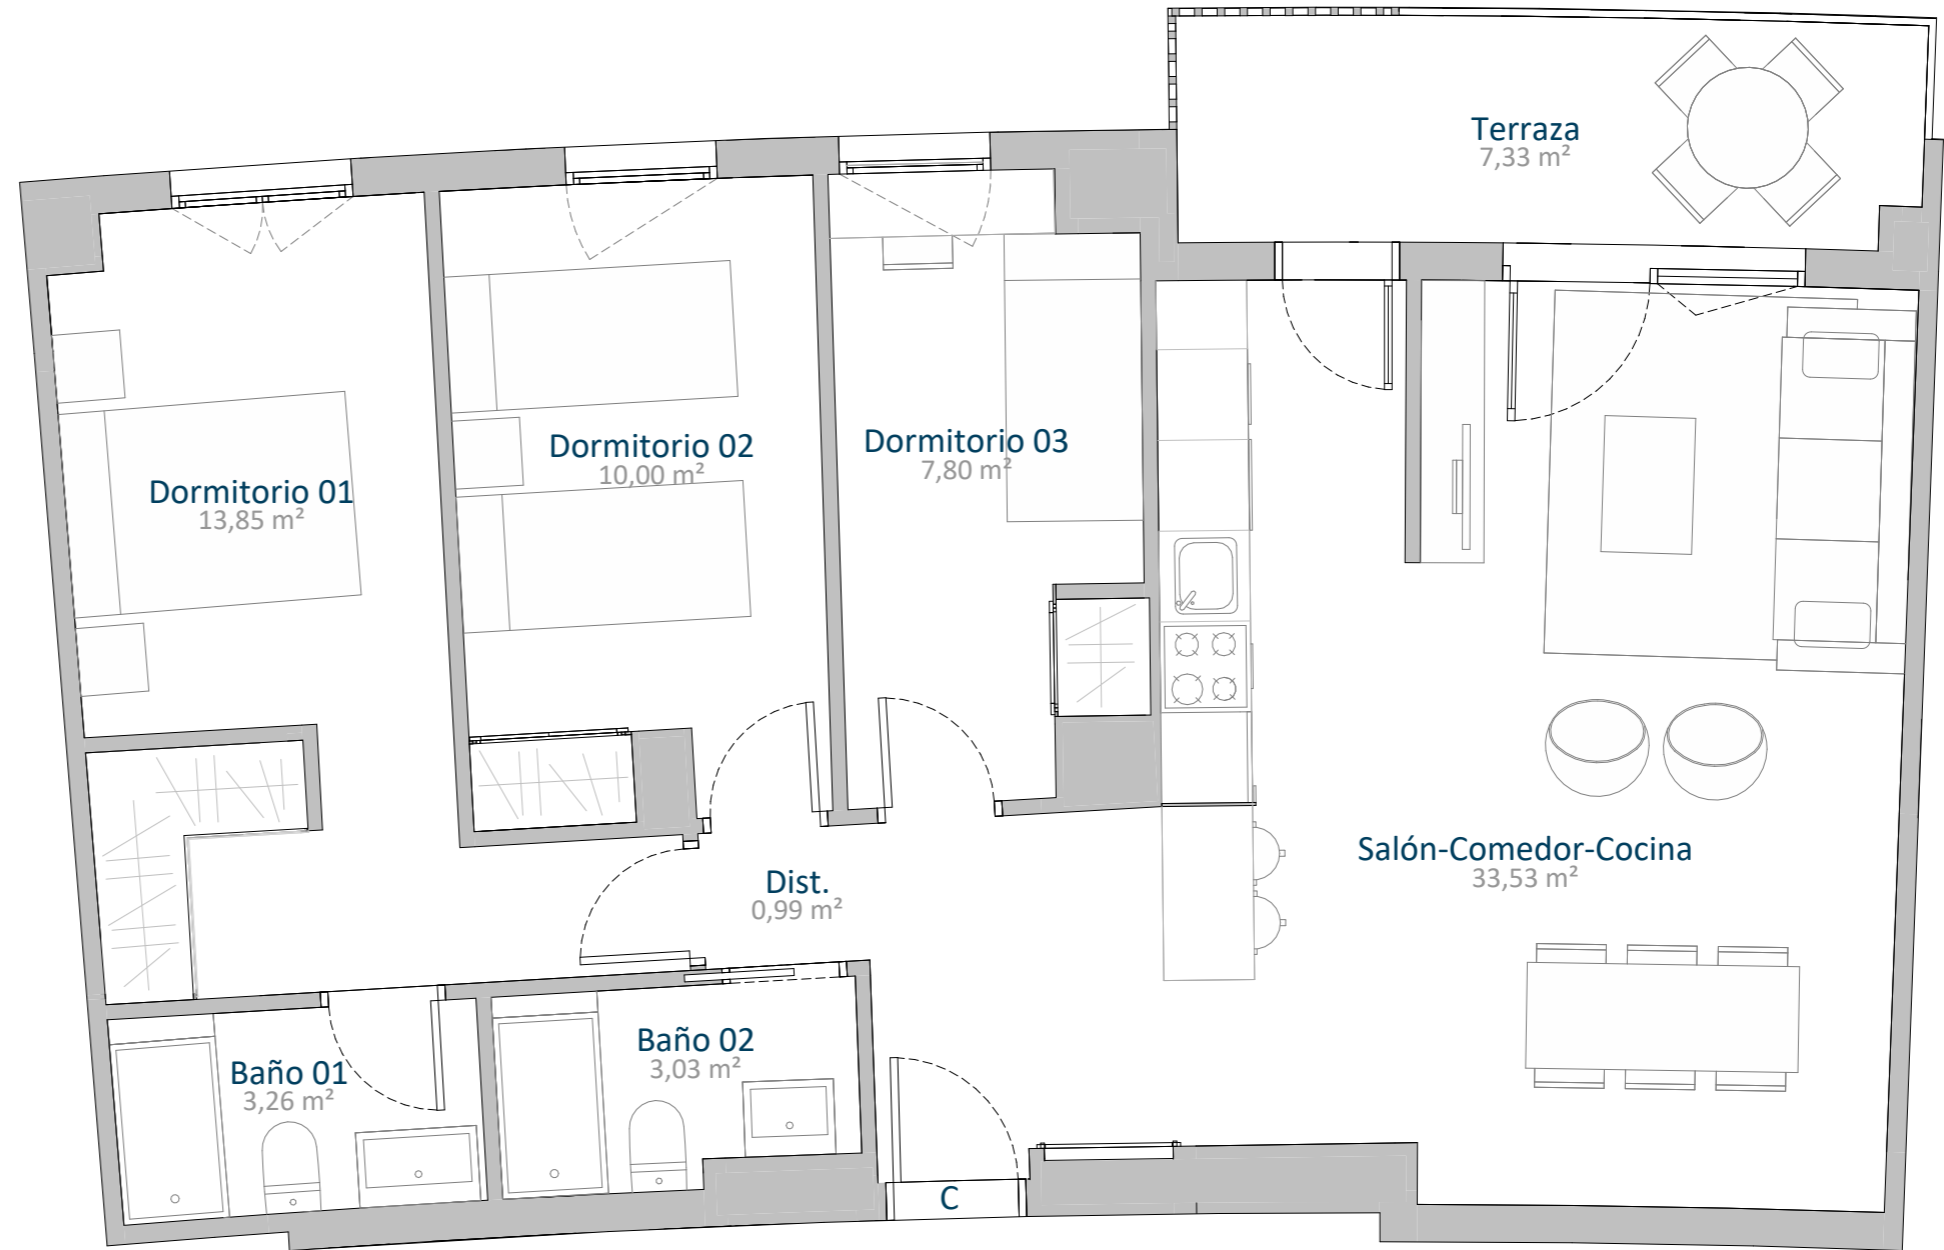 Terraza
7,33 m²
Dormitorio 01
13,85 m²
Dormitorio 02
10,00 m²
Dormitorio 03
7,80 m²
Salón-Comedor-Cocina
33,53 m²
Dist.
0,99 m²
Baño 01
3,26 m²
Baño 02
3,03 m²
C